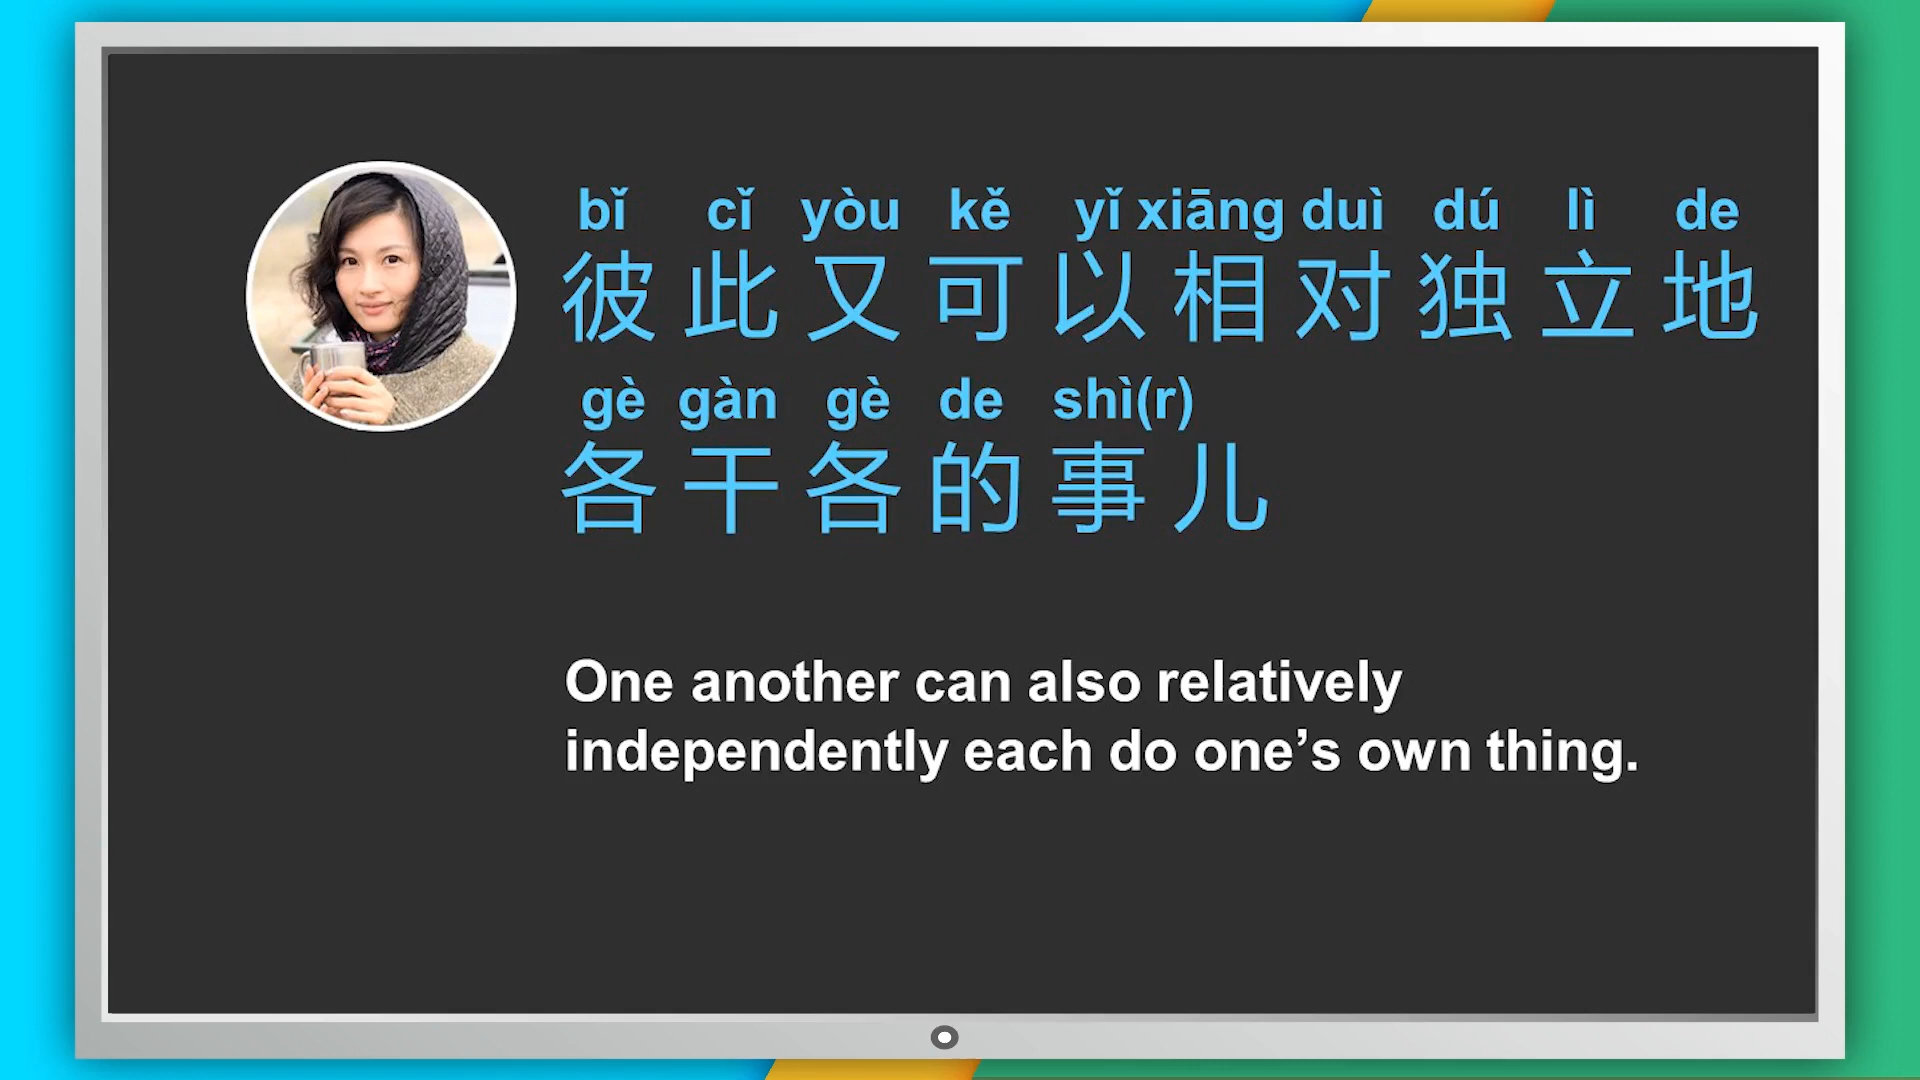 bǐ cǐ yòu kě yǐ xiāng duì dú lì de
彼此又可以相对独立地
gè gàn gè de shì(r)
各干各的事儿
One another can also relatively
independently each do one’s own thing.